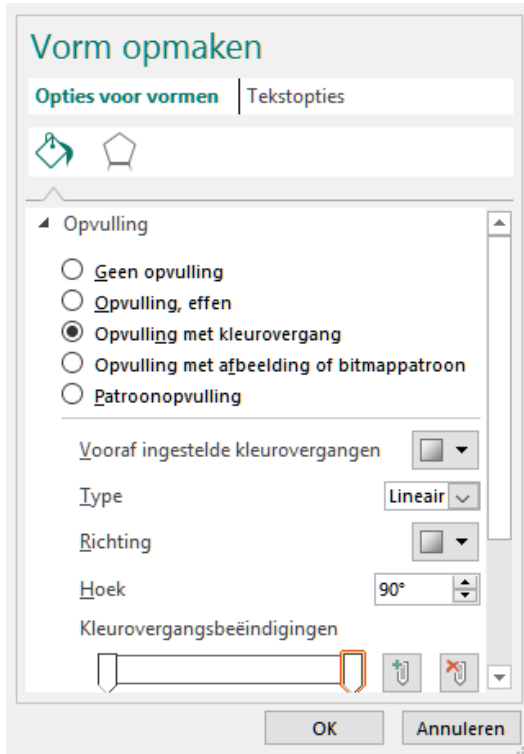 Vorm opmaken
Opties voor vormen Tekstopties
Opvulling
Geen opvulling
Opvulling, effen
Opvulling met kleurovergang
Opvulling met afbeelding of bitmappatroon
Patroonopvulling
Vooraf ingestelde kleurovergangen
Type Lineair
Richting
Hoek 90°
Kleurovergangsbeëindigingen
OK Annuleren